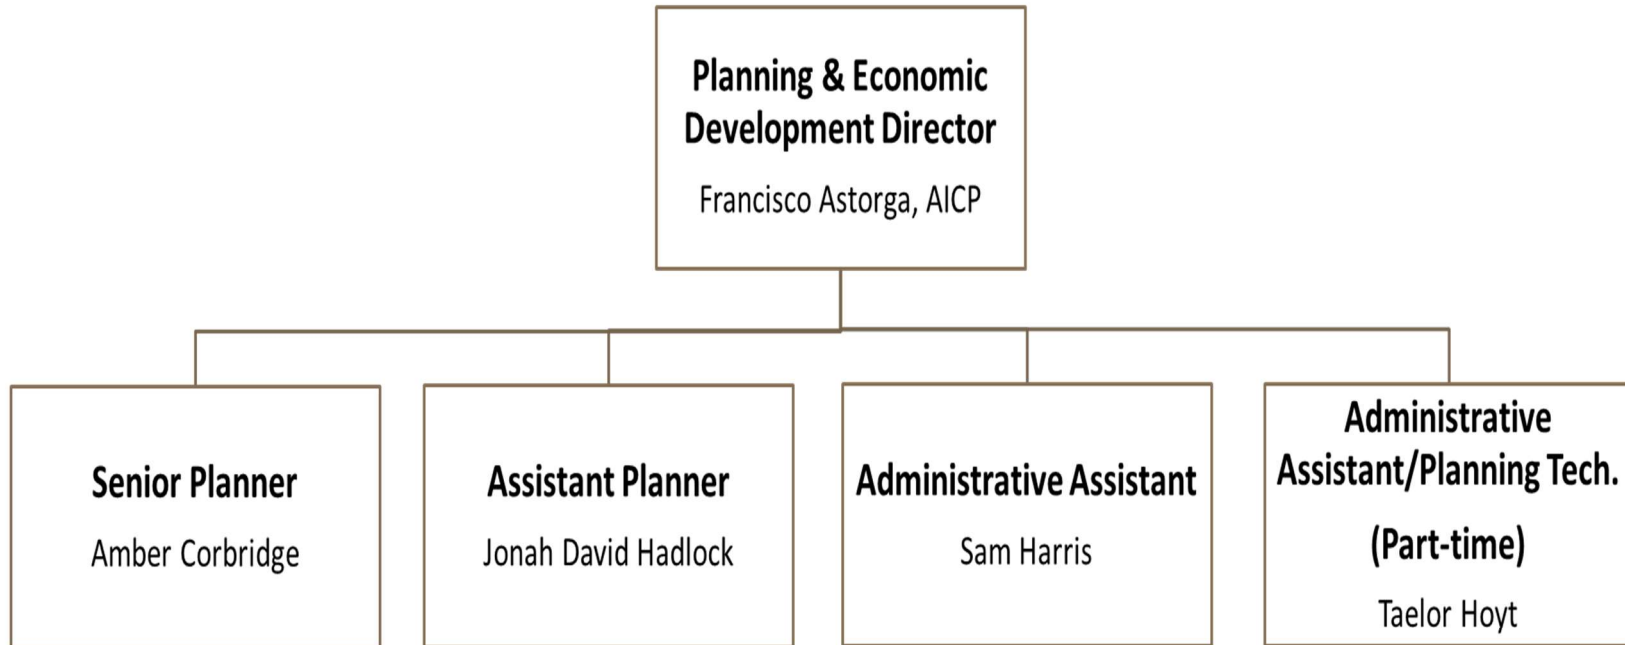 Planning & Economic
Development Director
Francisco Astorga, AICP
Senior Planner
Amber Corbridge
Assistant Planner
Jonah David Hadlock
Administrative Assistant
Sam Harris
Administrative
Assistant/Planning Tech.
(Part-time)
Taelor Hoyt